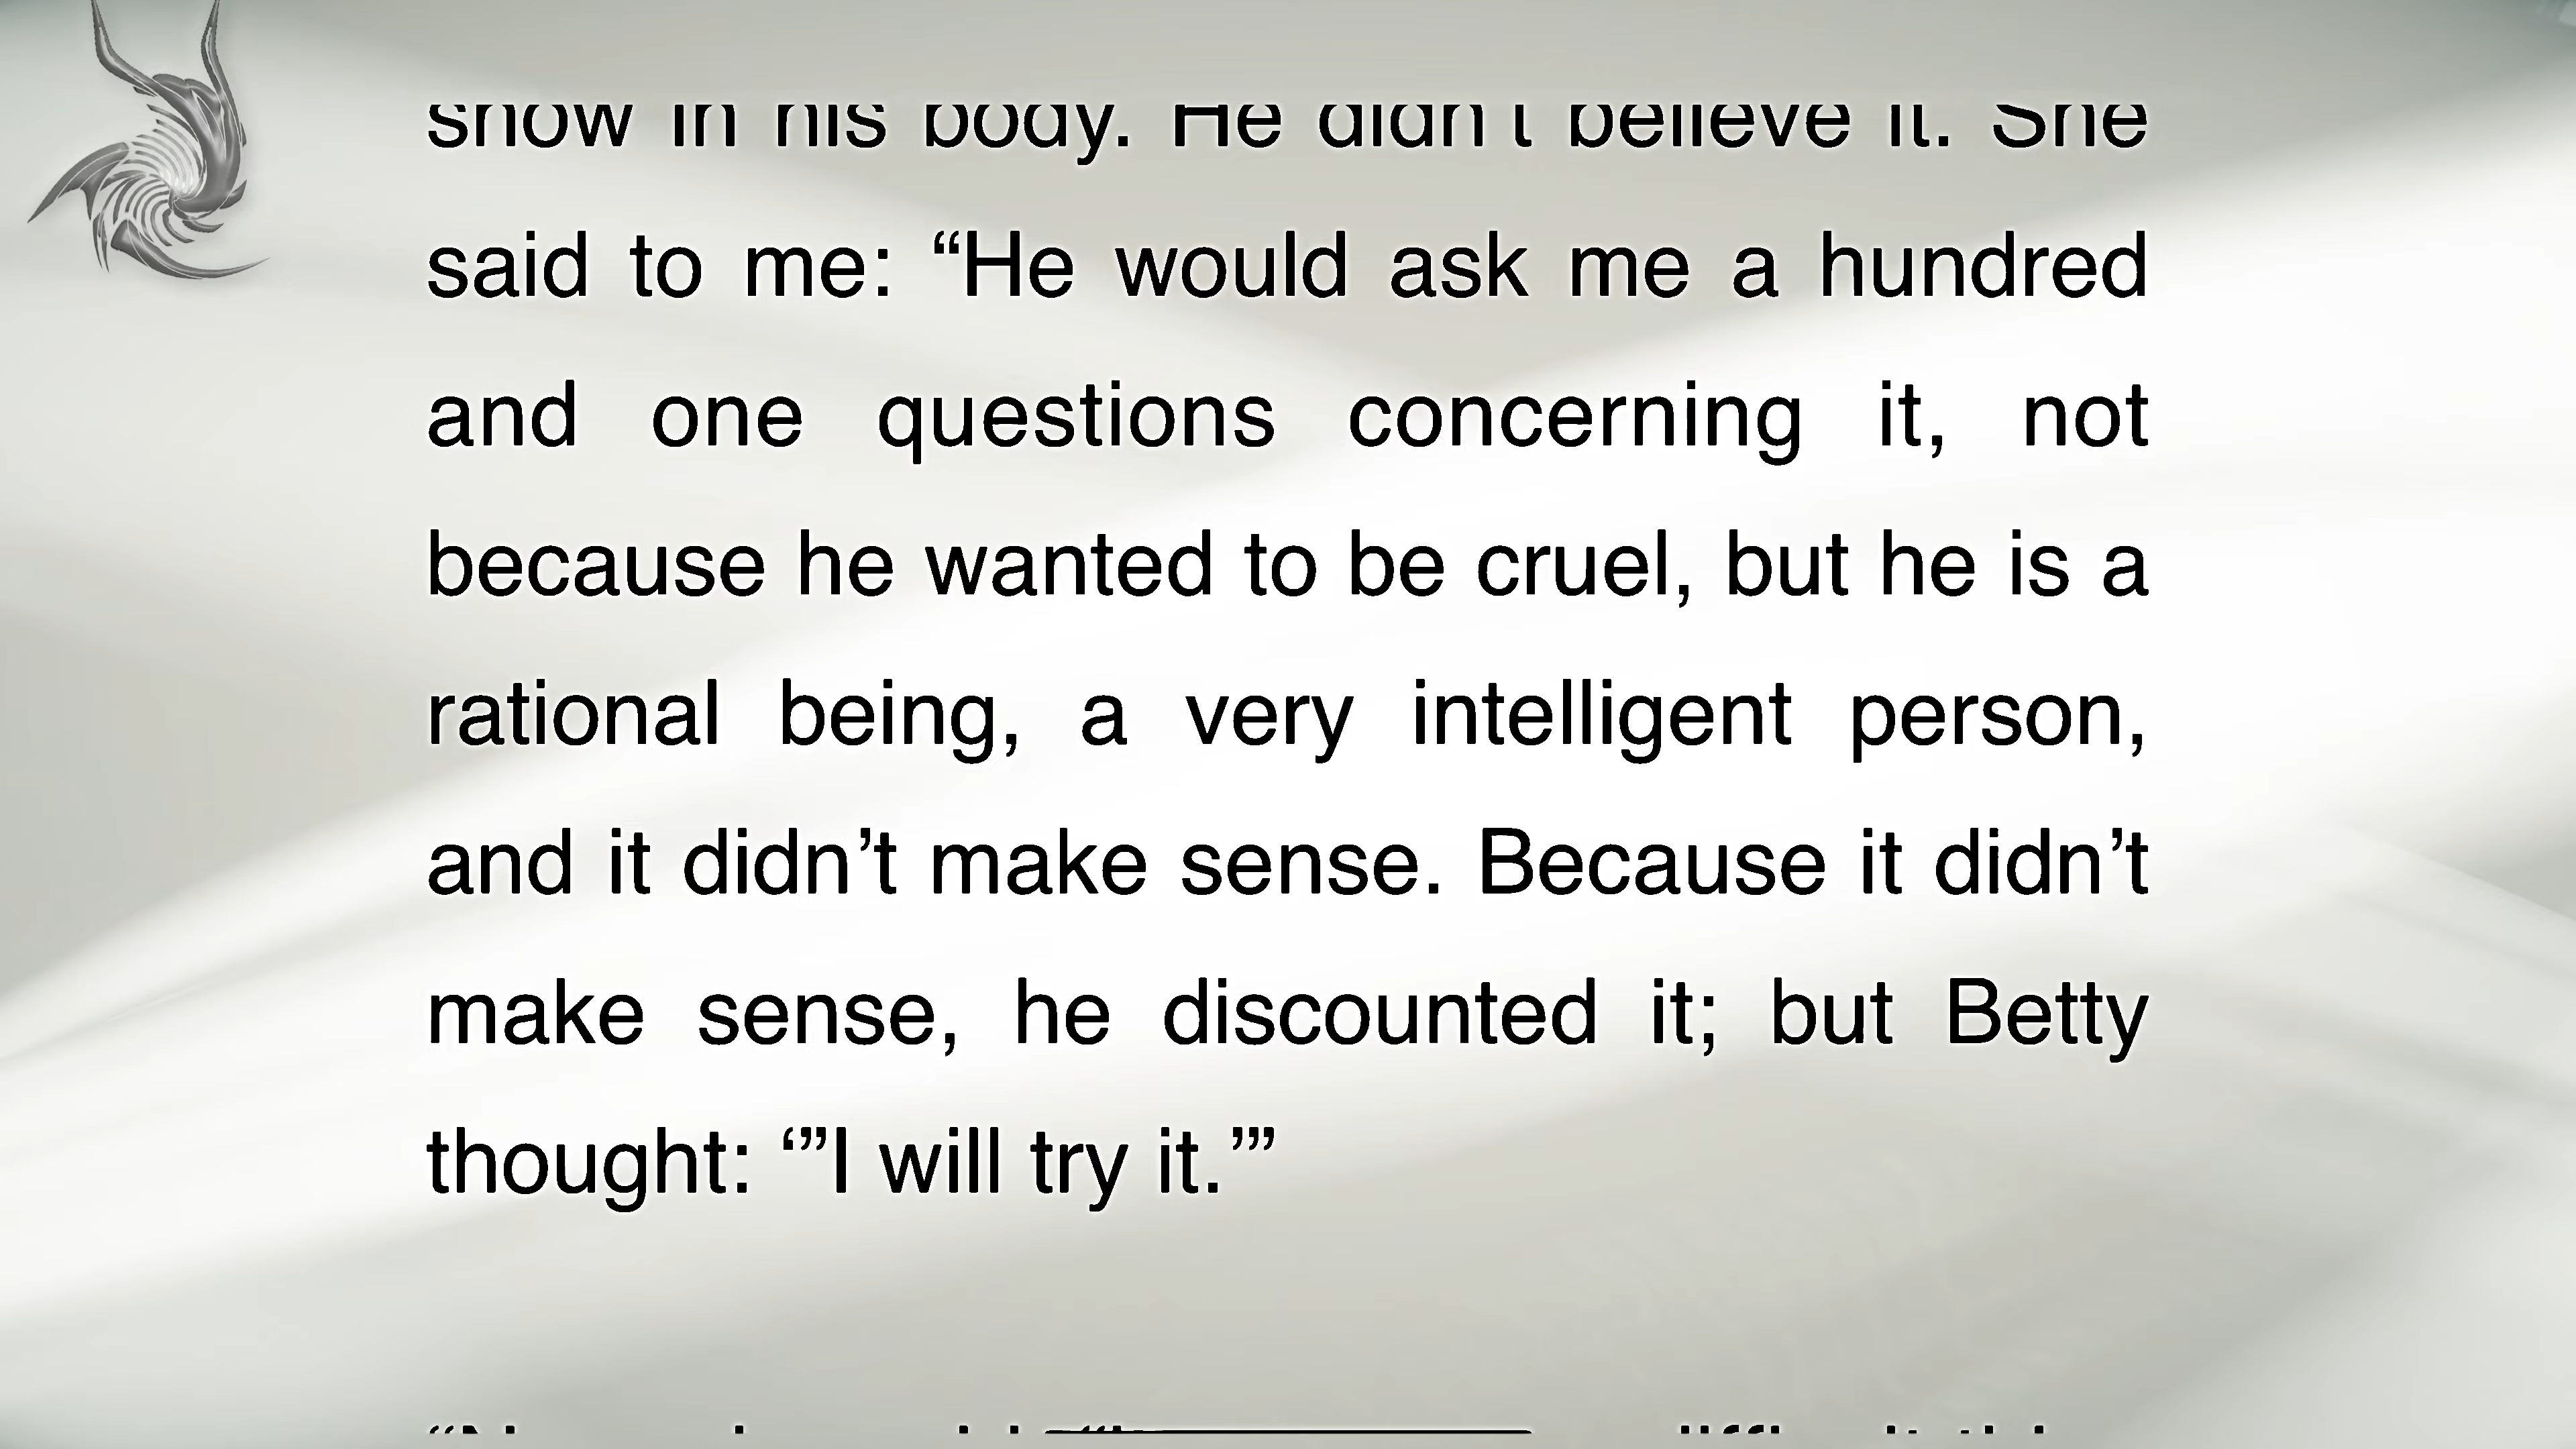 show in his body. He didn’t believe it. She
said to me: “He would ask me a hundred
and one questions concerning it, not
because he wanted to be cruel, but he is a
rational being, a very intelligent person,
and it didn’t make sense. Because it didn’t
make sense, he discounted it; but Betty
thought: ‘”I will try it.’”